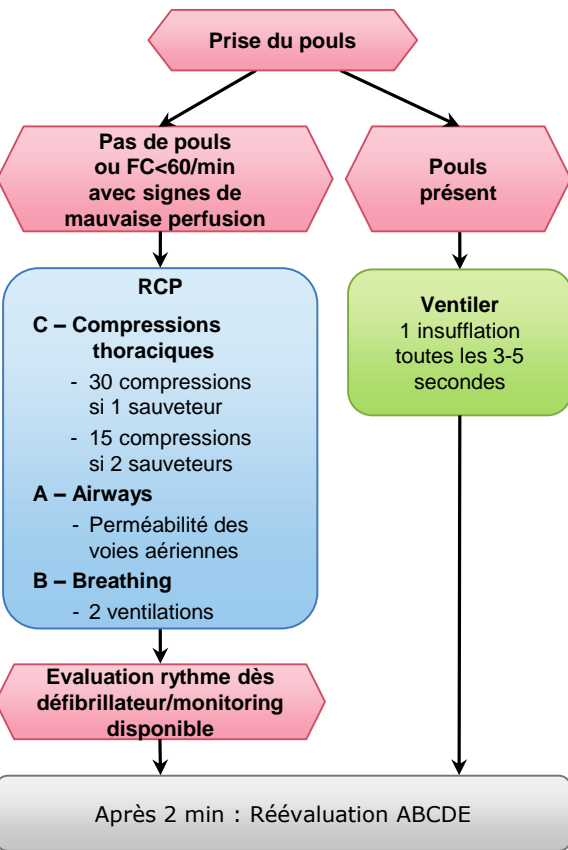 Prise du pouls
Pas de pouls
ou FC<60/min
avec signes de
mauvaise perfusion
Pouls
présent
RCP
C – Compressions
thoraciques
- 30 compressions
si 1 sauveteur
- 15 compressions
si 2 sauveteurs
A – Airways
- Perméabilité des
voies aériennes
B – Breathing
- 2 ventilations
Ventiler
1 insufflation
toutes les 3-5
secondes
Evaluation rythme dès
défibrillateur/monitoring
disponible
Après 2 min : Réévaluation ABCDE